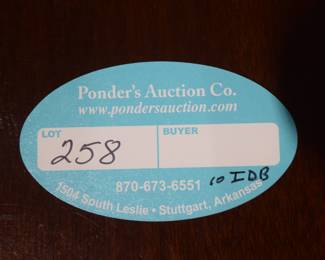 Ponder's Auction Co.
www.pondersauction.com
LOT
BUYER
258
870-673-6551
10 IDB
1504 South Leslie • Stuttgart, Arkansas